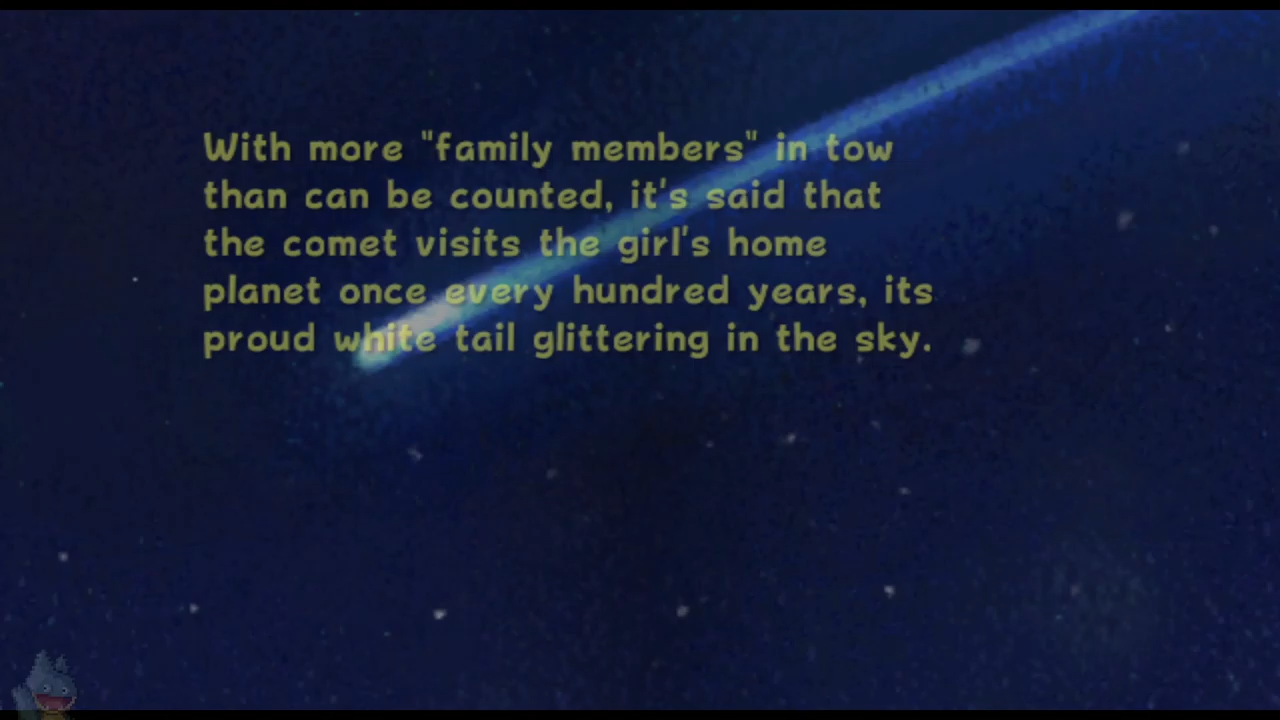 With more "family members" in tow
than can be counted, it's said that
the comet visits the girl's home
planet once every hundred years, its
proud white tail glittering in the sky.